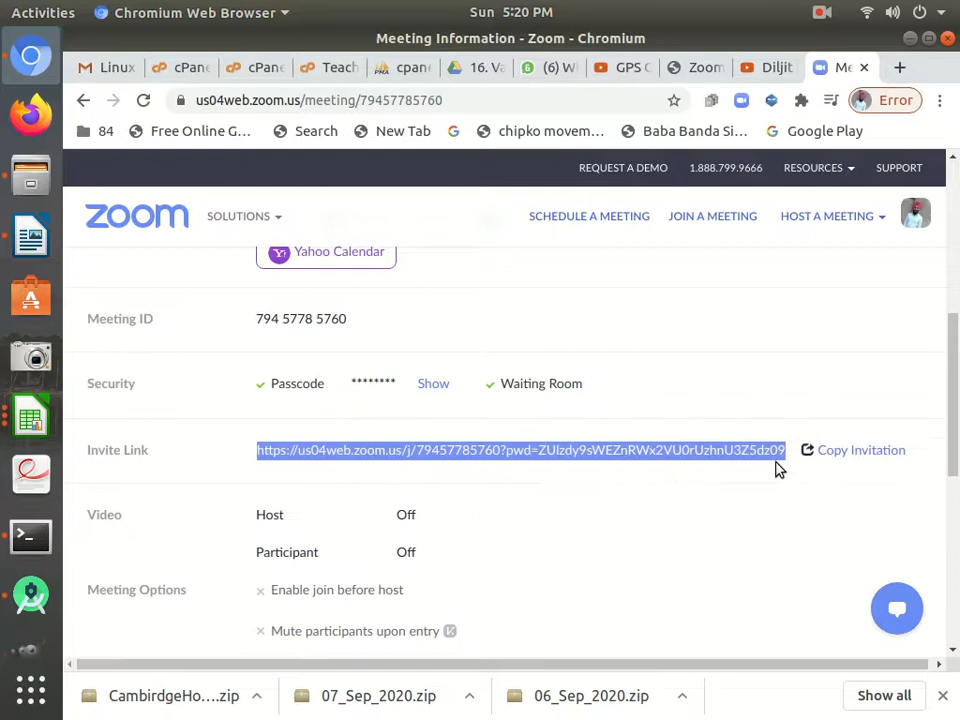 Activities Chromium Web Browser Sun 5:20 PM
Meeting Information - Zoom - Chromium
Linux cPane cPane Teach cpane 16. Va (6) W GPS C Zoom Diljit Me
us04web.zoom.us/meeting/79457785760 Error
84 Free Online G... Search New Tab chipko movem... Baba Banda Si... Google Play
REQUEST A DEMO 1.888.799.9666 RESOURCES SUPPORT
zoom SOLUTIONS SCHEDULE A MEETING JOIN A MEETING HOST A MEETING
Yahoo Calendar
Meeting ID 794 5778 5760
Security Passcode ******** Show Waiting Room
Invite Link https://us04web.zoom.us/j/79457785760?pwd=ZUlzdy9sWEZnRWx2VU0rUzhnU3Z5dz09 Copy Invitation
Video Host Off
Participant Off
Meeting Options Enable join before host
Mute participants upon entry
CambirdgeHo....zip 07_Sep_2020.zip 06_Sep_2020.zip Show all